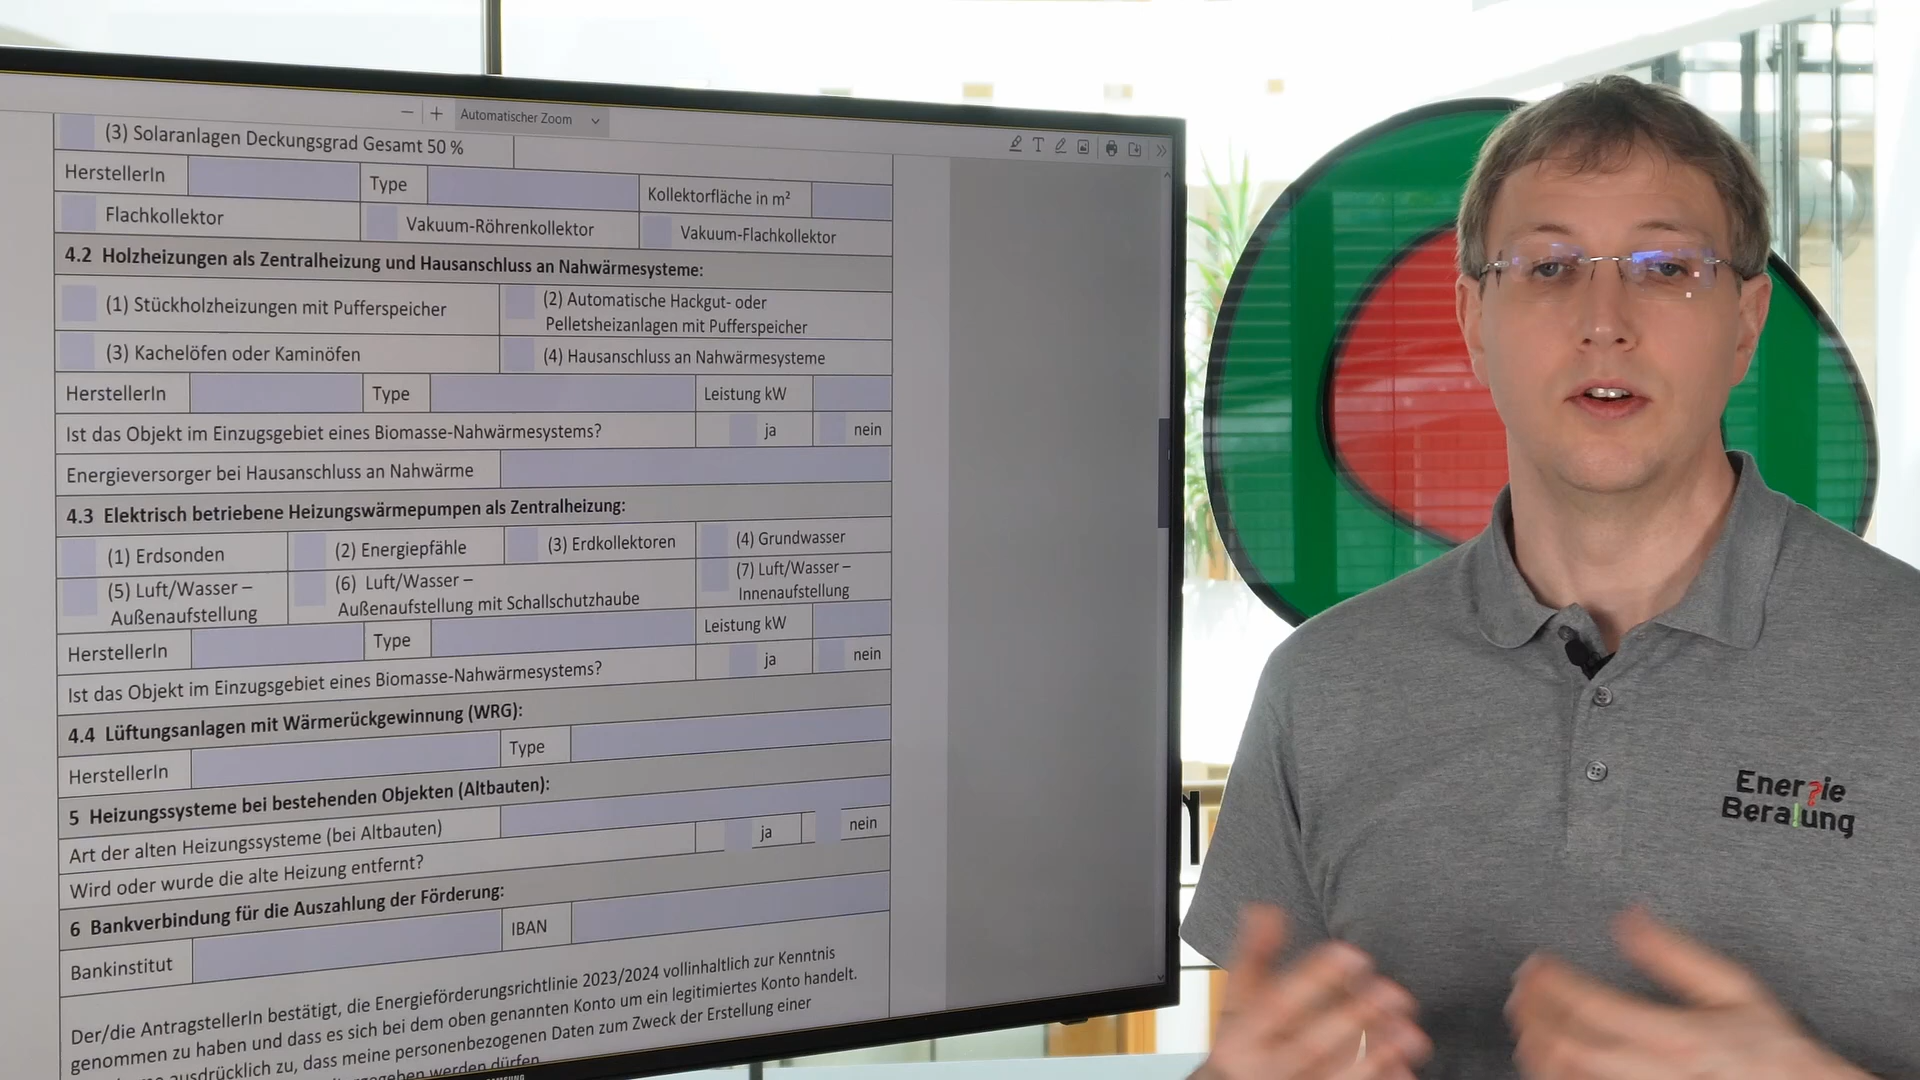 Automatischer Zoom
(3) Solaranlagen Deckungsgrad Gesamt 50 %
HerstellerIn Type Kollektorfläche in m²
Flachkollektor Vakuum-Röhrenkollektor Vakuum-Flachkollektor
4.2 Holzheizungen als Zentralheizung und Hausanschluss an Nahwärmesysteme:
(1) Stückholzheizungen mit Pufferspeicher
(2) Automatische Hackgut- oder
Pelletsheizanlagen mit Pufferspeicher
(3) Kachelöfen oder Kaminöfen
(4) Hausanschluss an Nahwärmesysteme
HerstellerIn Type Leistung kW
Ist das Objekt im Einzugsgebiet eines Biomasse-Nahwärmesystems? ja nein
Energieversorger bei Hausanschluss an Nahwärme
4.3 Elektrisch betriebene Heizungswärmepumpen als Zentralheizung:
(1) Erdsonden (2) Energiepfähle (3) Erdkollektoren (4) Grundwasser
(5) Luft/Wasser –
Außenaufstellung
(6) Luft/Wasser –
Außenaufstellung mit Schallschutzhaube
(7) Luft/Wasser –
Innenaufstellung
HerstellerIn Type Leistung kW
Ist das Objekt im Einzugsgebiet eines Biomasse-Nahwärmesystems? ja nein
4.4 Lüftungsanlagen mit Wärmerückgewinnung (WRG):
HerstellerIn Type
5 Heizungssysteme bei bestehenden Objekten (Altbauten):
Art der alten Heizungssysteme (bei Altbauten)
Wird oder wurde die alte Heizung entfernt? ja nein
6 Bankverbindung für die Auszahlung der Förderung:
Bankinstitut IBAN
Der/die AntragstellerIn bestätigt, die Energieförderungsrichtlinie 2023/2024 vollinhaltlich zur Kenntnis
genommen zu haben und dass es sich bei dem oben genannten Konto um ein legitimiertes Konto handelt.
ausdrücklich zu, dass meine personenbezogenen Daten zum Zweck der Erstellung einer
werden dürfen
SAMSUNG
Ener?ie
Bera!ung